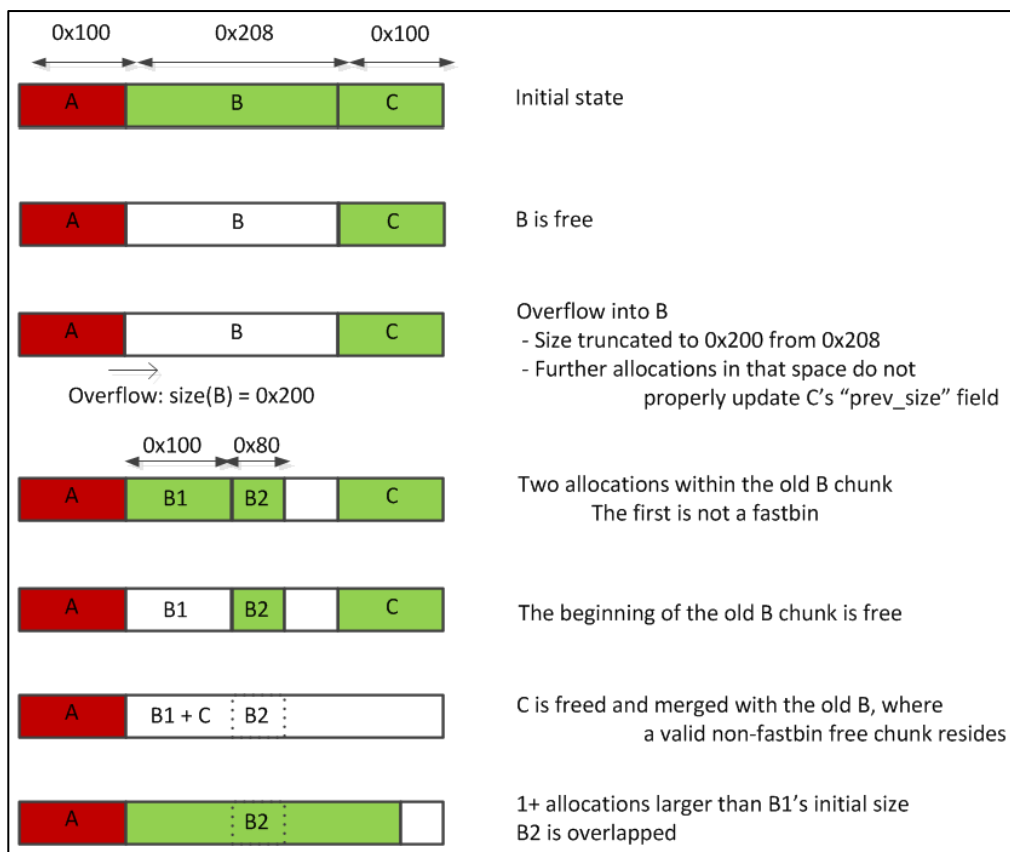 0x100 0x208 0x100
A B C Initial state
A B C B is free
Overflow into B
A B C - Size truncated to 0x200 from 0x208
- Further allocations in that space do not
Overflow: size(B) = 0x200 properly update C's “prev_size” field
0x100 0x80
A B1 B2 C Two allocations within the old B chunk
The first is not a fastbin
A B1 B2 C The beginning of the old B chunk is free
A B1 + C B2 C is freed and merged with the old B, where
a valid non-fastbin free chunk resides
A B2 1+ allocations larger than B1's initial size
B2 is overlapped